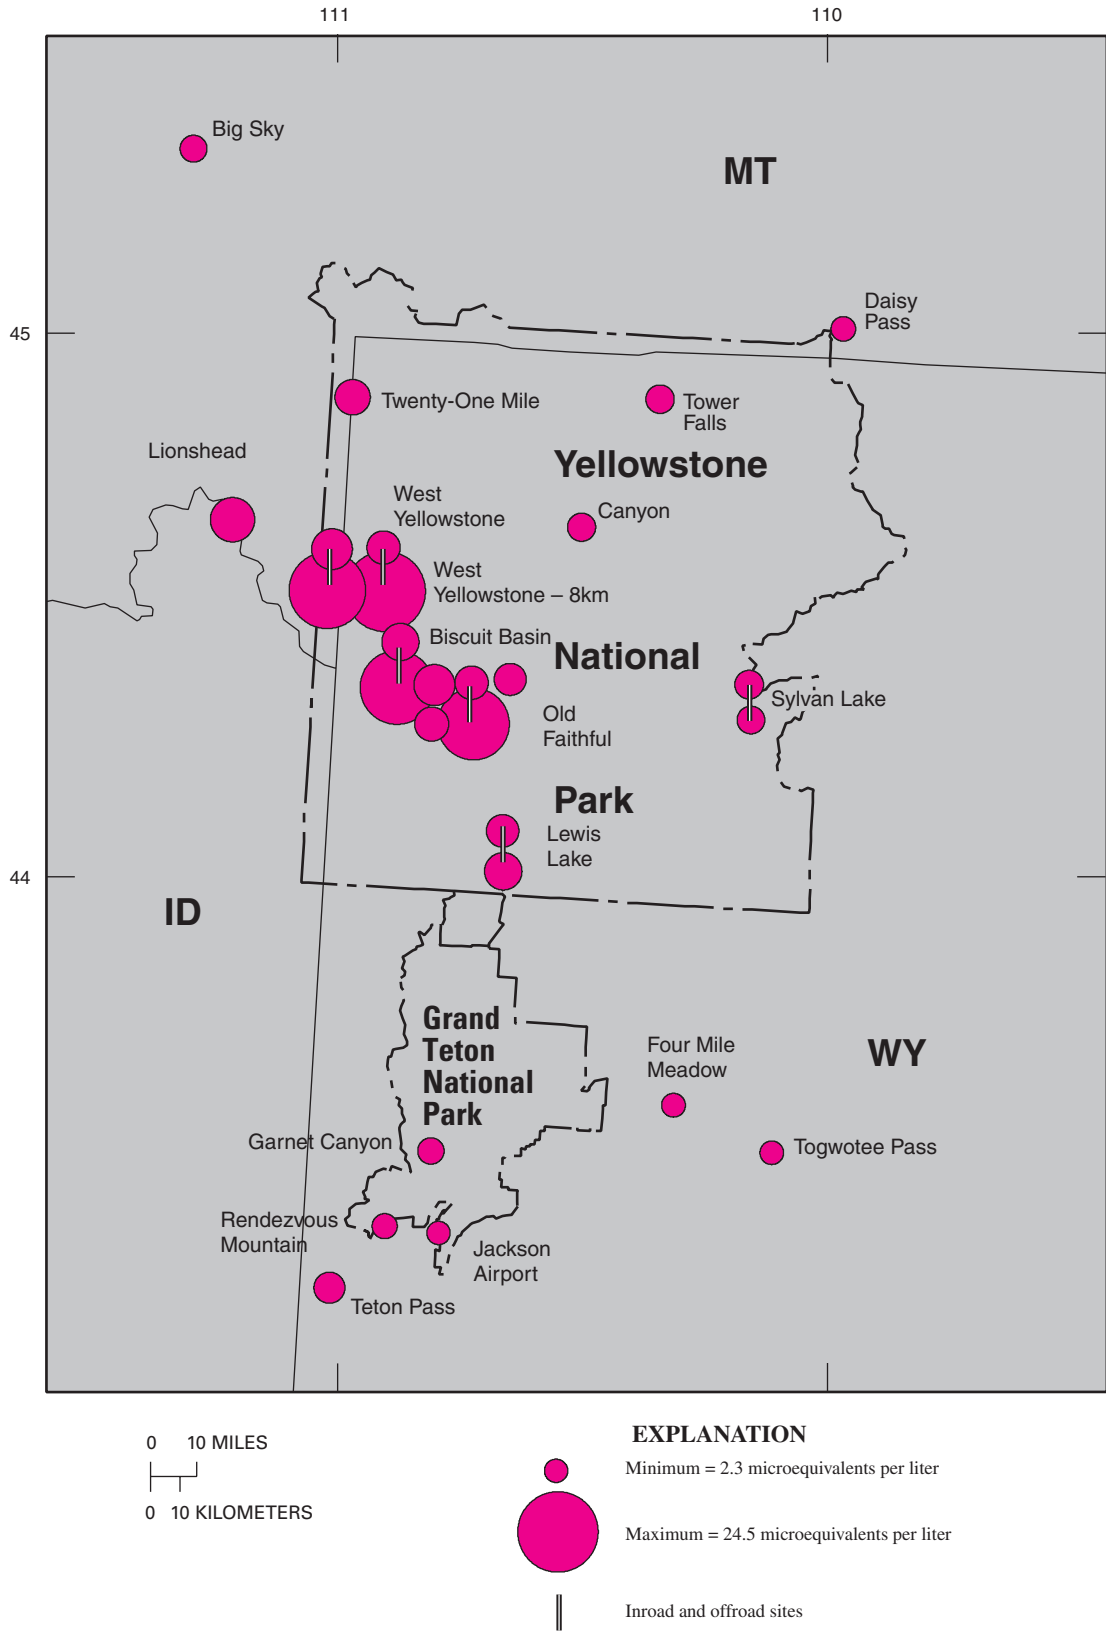 111
110
Big Sky
MT
Daisy
Pass
45
Twenty-One Mile
Tower
Falls
Lionshead
Yellowstone
West
Yellowstone
Canyon
West
Yellowstone – 8km
Biscuit Basin
National
Sylvan Lake
Old
Faithful
Park
Lewis
Lake
44
ID
Grand
Teton
National
Park
Four Mile
Meadow
WY
Garnet Canyon
Togwotee Pass
Rendezvous
Mountain
Jackson
Airport
Teton Pass
0 10 MILES
0 10 KILOMETERS
EXPLANATION
Minimum = 2.3 microequivalents per liter
Maximum = 24.5 microequivalents per liter
Inroad and offroad sites